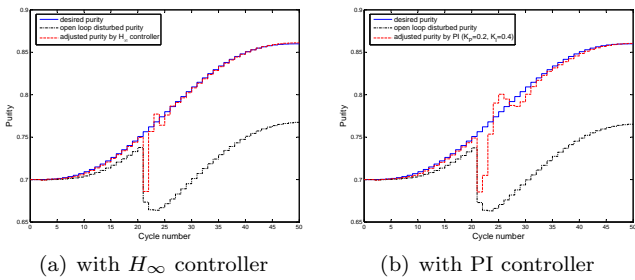 desired purity
open loop disturbed purity
adjusted purity by H∞ controller
Purity
0.9
0.85
0.8
0.75
0.7
0.65
0 5 10 15 20 25 30 35 40 45 50
Cycle number
(a) with H∞ controller
desired purity
open loop disturbed purity
adjusted purity by PI (Kp=0.2, Ki=0.4)
Purity
0.9
0.85
0.8
0.75
0.7
0.65
0 5 10 15 20 25 30 35 40 45 50
Cycle number
(b) with PI controller